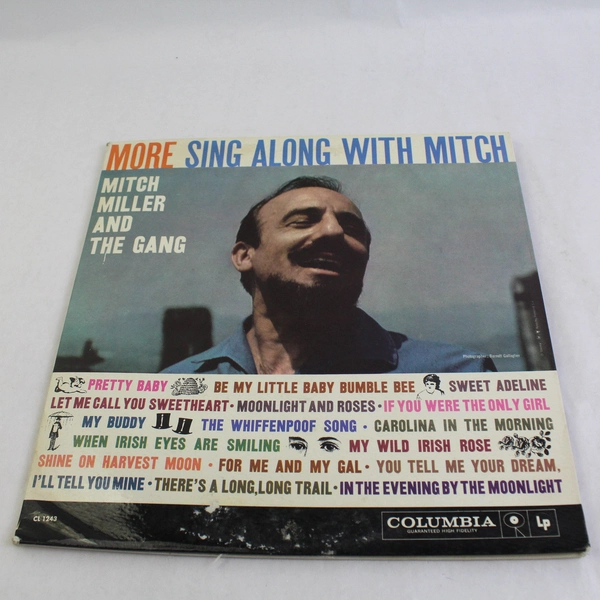 MORE SING ALONG WITH MITCH
MITCH
MILLER
AND
THE GANG
Photographer: Russell Gallagher
PRETTY BABY BE MY LITTLE BABY BUMBLE BEE SWEET ADELINE
LET ME CALL YOU SWEETHEART • MOONLIGHT AND ROSES • IF YOU WERE THE ONLY GIRL
MY BUDDY THE WHIFFENPOOF SONG • CAROLINA IN THE MORNING
WHEN IRISH EYES ARE SMILING MY WILD IRISH ROSE
SHINE ON HARVEST MOON • FOR ME AND MY GAL • YOU TELL ME YOUR DREAM,
I'LL TELL YOU MINE • THERE'S A LONG, LONG TRAIL • IN THE EVENING BY THE MOONLIGHT
CL 1243
COLUMBIA
GUARANTEED HIGH FIDELITY
Lp